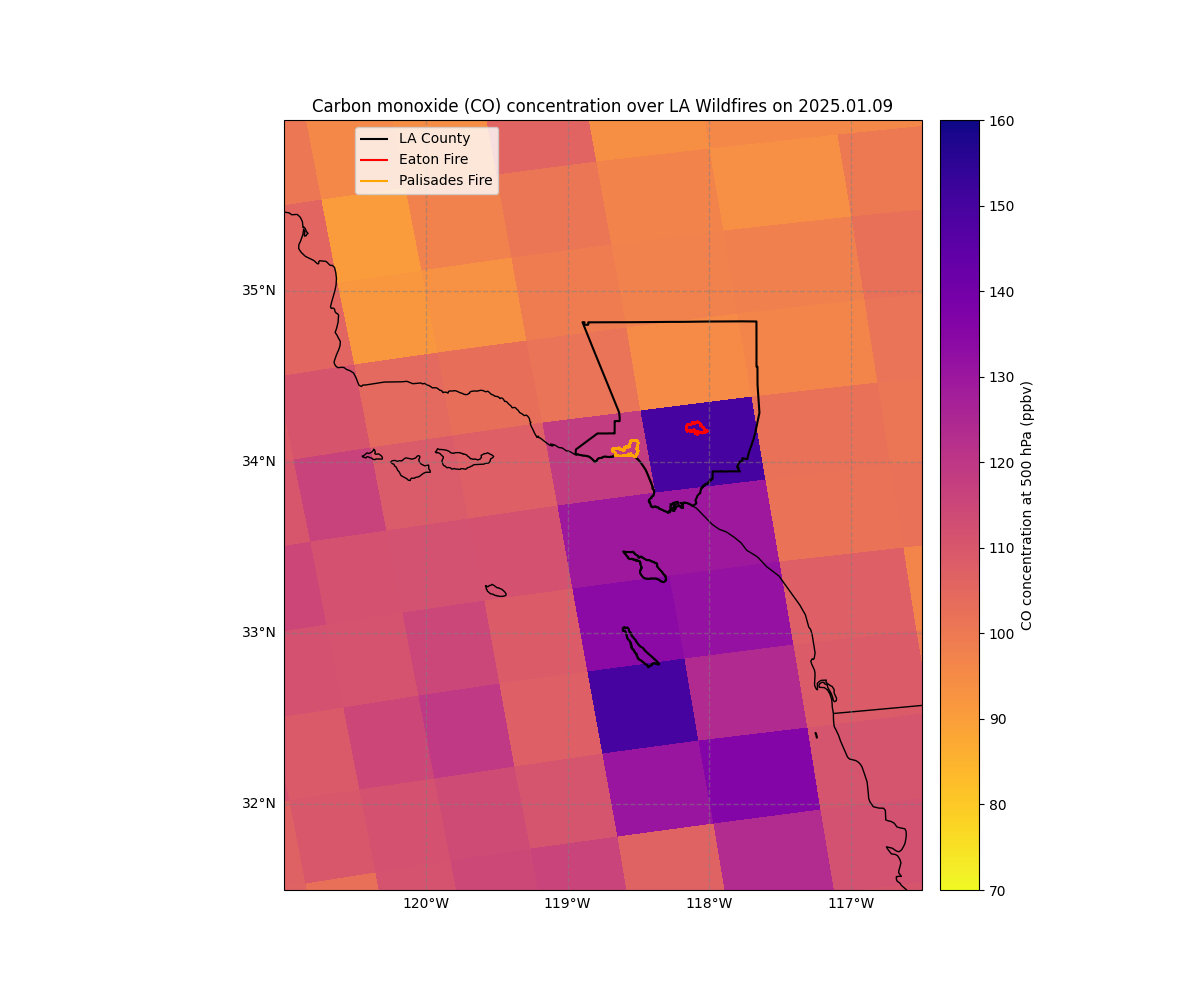 Carbon monoxide (CO) concentration over LA Wildfires on 2025.01.09
LA County
Eaton Fire
Palisades Fire
35°N
34°N
33°N
32°N
120°W
119°W
118°W
117°W
160
150
140
130
120
110
100
90
80
70
CO concentration at 500 hPa (ppbv)